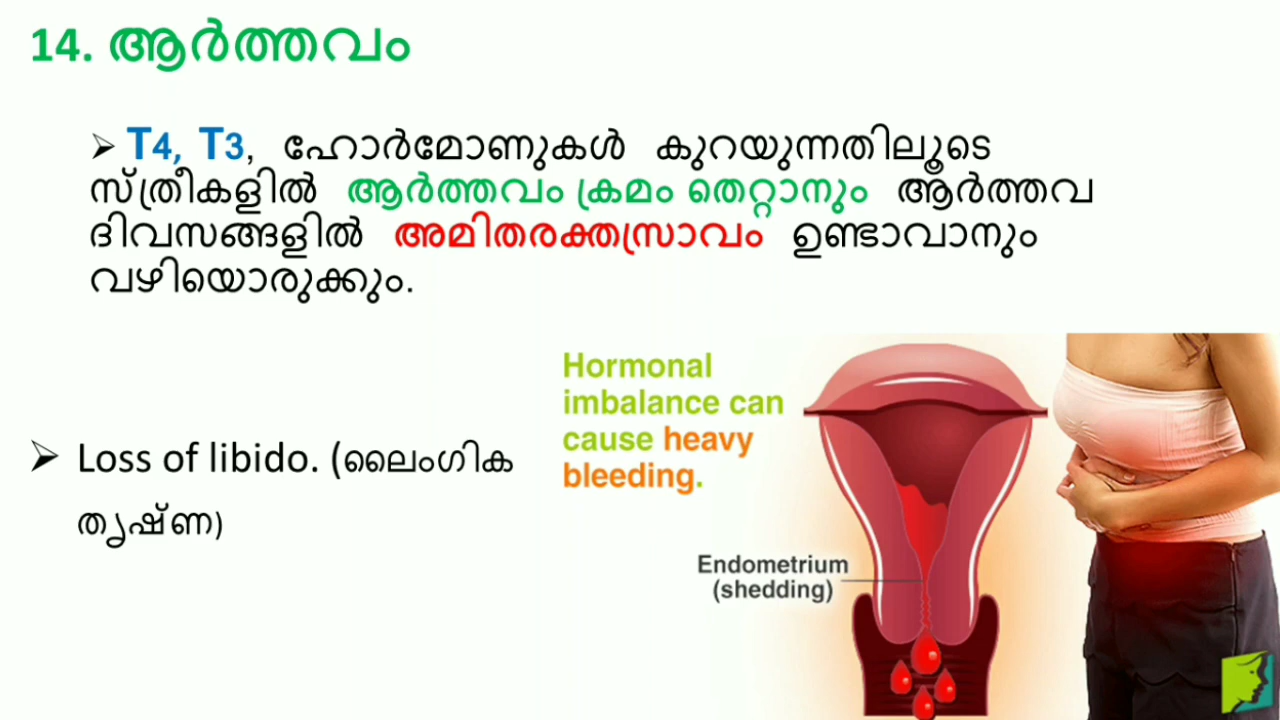 14. ആർത്തവം
➢ T4, T3, ഹോർമോണുകൾ കുറയുന്നതിലൂടെ
സ്ത്രീകളിൽ ആർത്തവം ക്രമം തെറ്റാനും ആർത്തവ
ദിവസങ്ങളിൽ അമിതരക്തസ്രാവം ഉണ്ടാവാനും
വഴിയൊരുക്കും.
➢ Loss of libido. (ലൈംഗിക
തൃഷ്ണ)
Hormonal
imbalance can
cause heavy
bleeding.
Endometrium
(shedding)